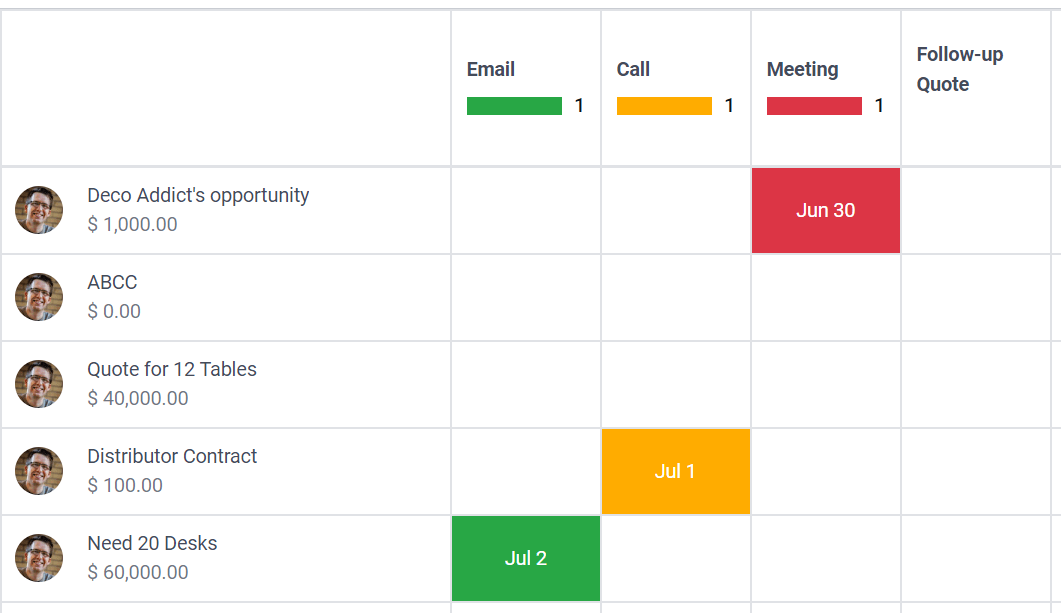 Email
1
Call
1
Meeting
1
Follow-up
Quote
Deco Addict's opportunity
$ 1,000.00
Jun 30
ABCC
$ 0.00
Quote for 12 Tables
$ 40,000.00
Distributor Contract
$ 100.00
Jul 1
Need 20 Desks
$ 60,000.00
Jul 2